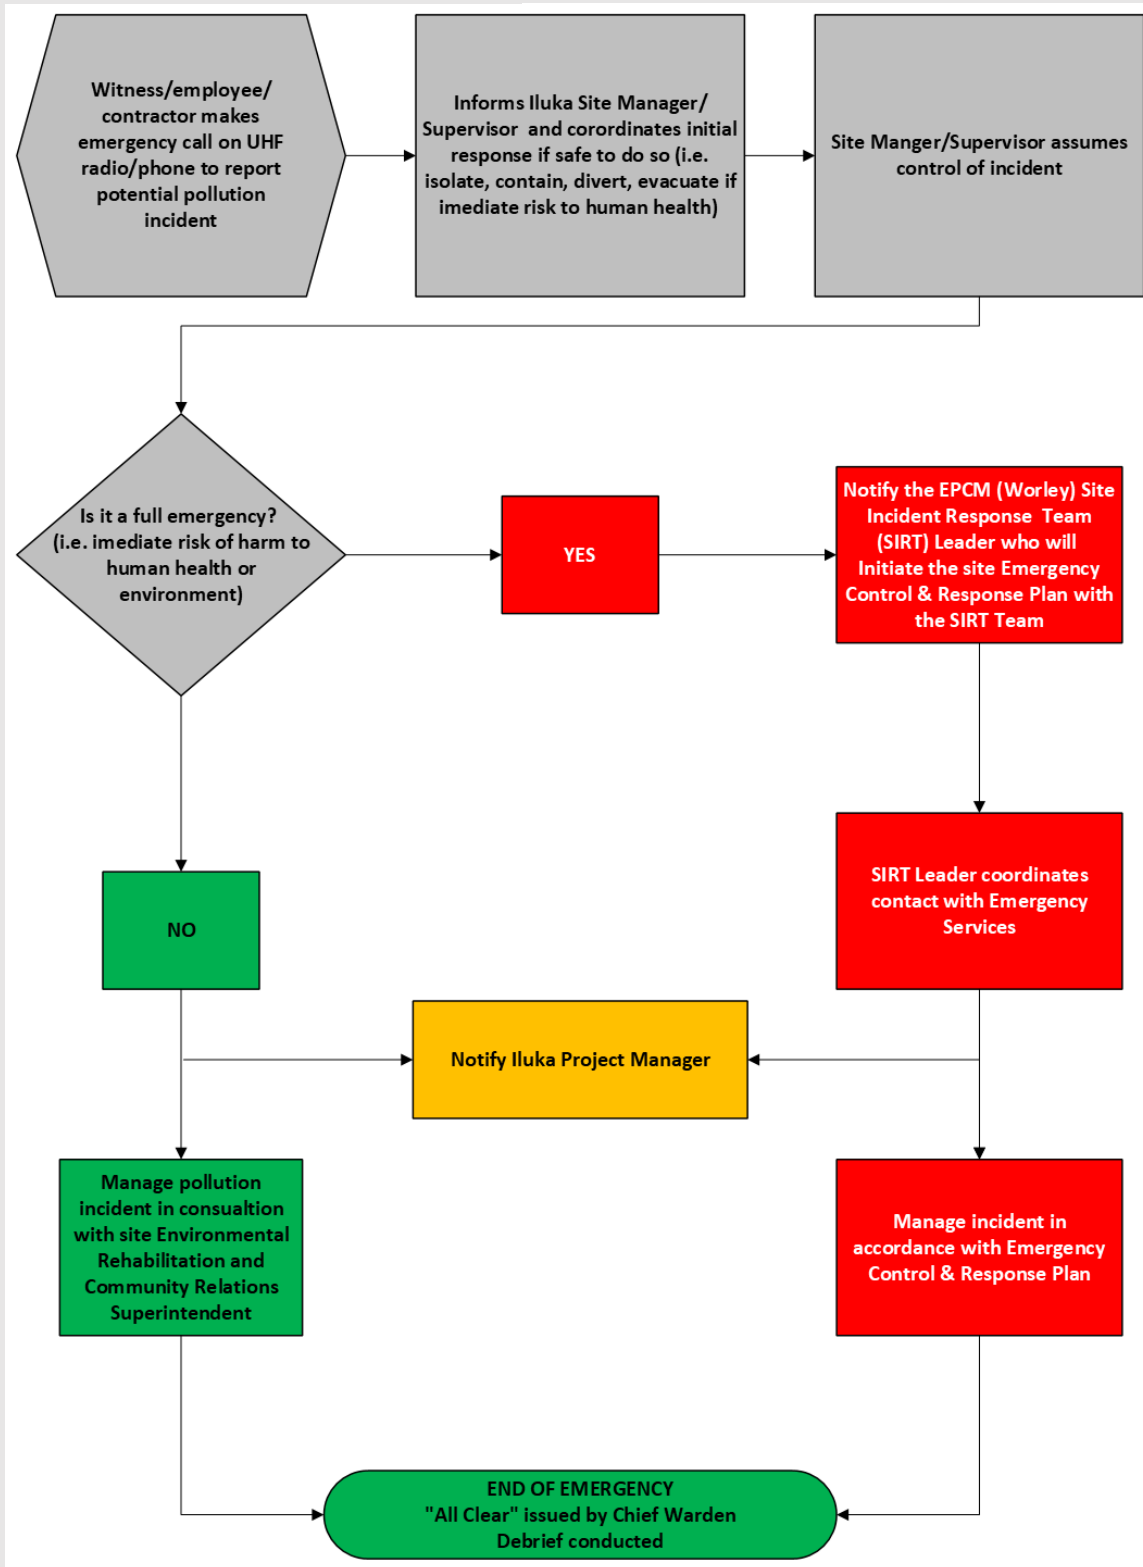 Witness/employee/
contractor makes
emergency call on UHF
radio/phone to report
potential pollution
incident
Informs Iluka Site Manager/
Supervisor and corordinates initial
response if safe to do so (i.e.
isolate, contain, divert, evacuate if
imediate risk to human health)
Site Manger/Supervisor assumes
control of incident
Is it a full emergency?
(i.e. imediate risk of harm to
human health or
environment)
YES
Notify the EPCM (Worley) Site
Incident Response Team
(SIRT) Leader who will
Initiate the site Emergency
Control & Response Plan with
the SIRT Team
SIRT Leader coordinates
contact with Emergency
Services
NO
Notify Iluka Project Manager
Manage pollution
incident in consualtion
with site Environmental
Rehabilitation and
Community Relations
Superintendent
Manage incident in
accordance with Emergency
Control & Response Plan
END OF EMERGENCY
"All Clear" issued by Chief Warden
Debrief conducted